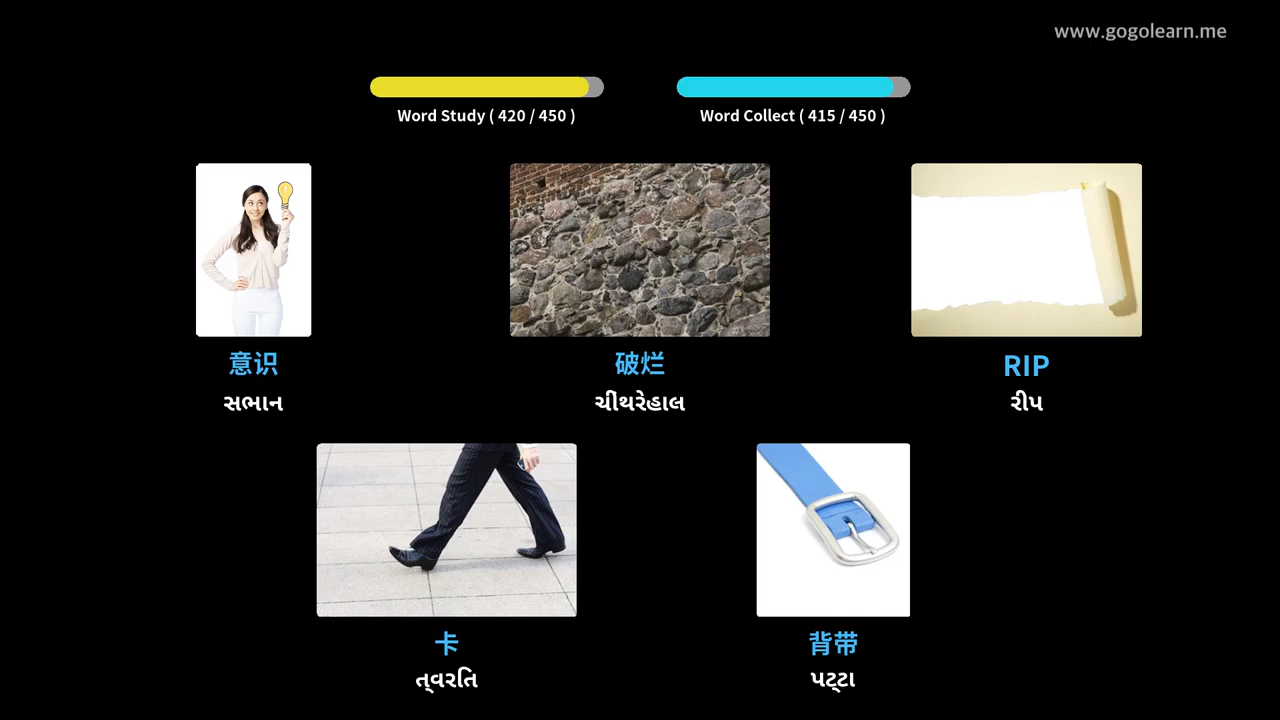 www.gogolearn.me
Word Study ( 420 / 450 )
Word Collect ( 415 / 450 )
意识
સભાન
破烂
ચીંથરેહાલ
RIP
રીપ
卡
ત્વરતિ
背带
પટ્ટા